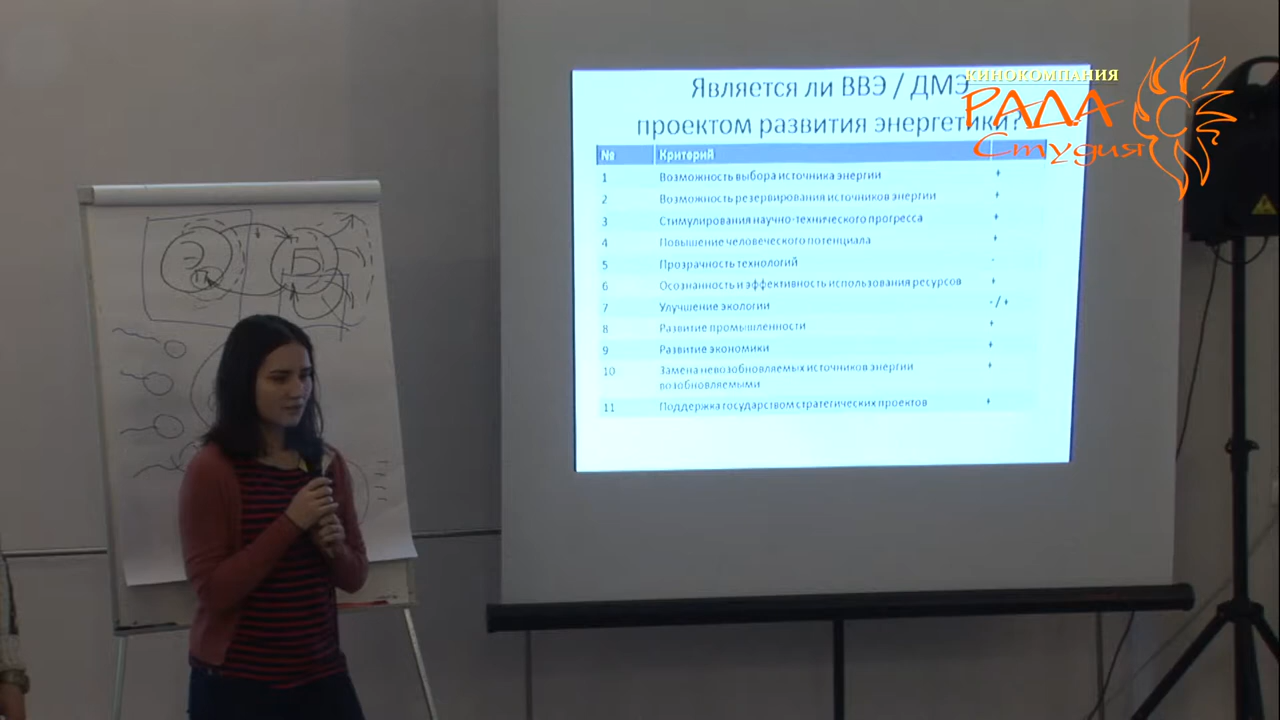 Является ли ВВЭ / ДМЭ
проектом развития энергетики?
КИНОКОМПАНИЯ
РАДА
Студия
№ Критерий
1 Возможность выбора источника энергии +
2 Возможность резервирования источников энергии +
3 Стимулирования научно-технического прогресса +
4 Повышение человеческого потенциала +
5 Прозрачность технологий -
6 Осознанность и эффективность использования ресурсов +
7 Улучшение экологии - / +
8 Развитие промышленности +
9 Развитие экономики +
10 Замена невозобновляемых источников энергии +
возобновляемыми
11 Поддержка государством стратегических проектов +